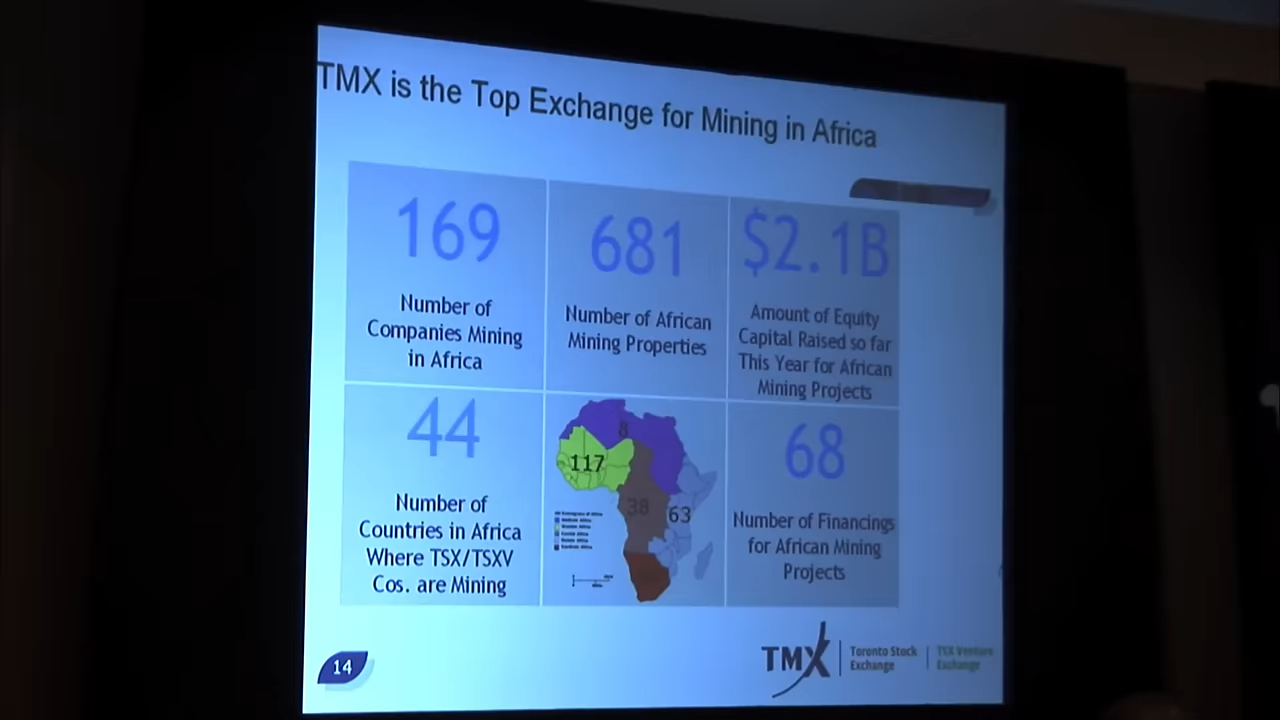 TMX is the Top Exchange for Mining in Africa
169
Number of
Companies Mining
in Africa
681
Number of African
Mining Properties
$2.1B
Amount of Equity
Capital Raised so far
This Year for African
Mining Projects
44
Number of
Countries in Africa
Where TSX/TSXV
Cos. are Mining
8
117
38
63
68
Number of Financings
for African Mining
Projects
14
TMX
Toronto Stock
Exchange
TSX Venture
Exchange